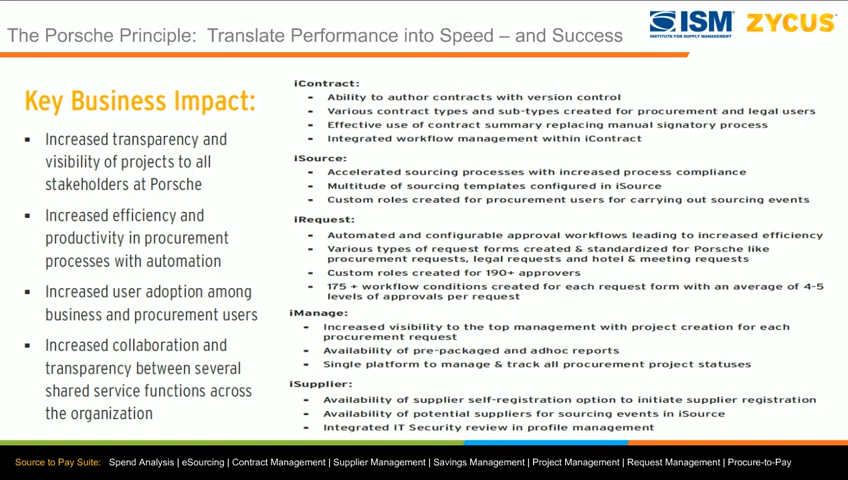 The Porsche Principle: Translate Performance into Speed – and Success
ISM
INSTITUTE FOR SUPPLY MANAGEMENT
ZYCUS
Key Business Impact:
▪ Increased transparency and
visibility of projects to all
stakeholders at Porsche
▪ Increased efficiency and
productivity in procurement
processes with automation
▪ Increased user adoption among
business and procurement users
▪ Increased collaboration and
transparency between several
shared service functions across
the organization
iContract:
- Ability to author contracts with version control
- Various contract types and sub-types created for procurement and legal users
- Effective use of contract summary replacing manual signatory process
- Integrated workflow management within iContract
iSource:
- Accelerated sourcing processes with increased process compliance
- Multitude of sourcing templates configured in iSource
- Custom roles created for procurement users for carrying out sourcing events
iRequest:
- Automated and configurable approval workflows leading to increased efficiency
- Various types of request forms created & standardized for Porsche like
procurement requests, legal requests and hotel & meeting requests
- Custom roles created for 190+ approvers
- 175 + workflow conditions created for each request form with an average of 4-5
levels of approvals per request
iManage:
- Increased visibility to the top management with project creation for each
procurement request
- Availability of pre-packaged and adhoc reports
- Single platform to manage & track all procurement project statuses
iSupplier:
- Availability of supplier self-registration option to initiate supplier registration
- Availability of potential suppliers for sourcing events in iSource
- Integrated IT Security review in profile management
Source to Pay Suite: Spend Analysis | eSourcing | Contract Management | Supplier Management | Savings Management | Project Management | Request Management | Procure-to-Pay